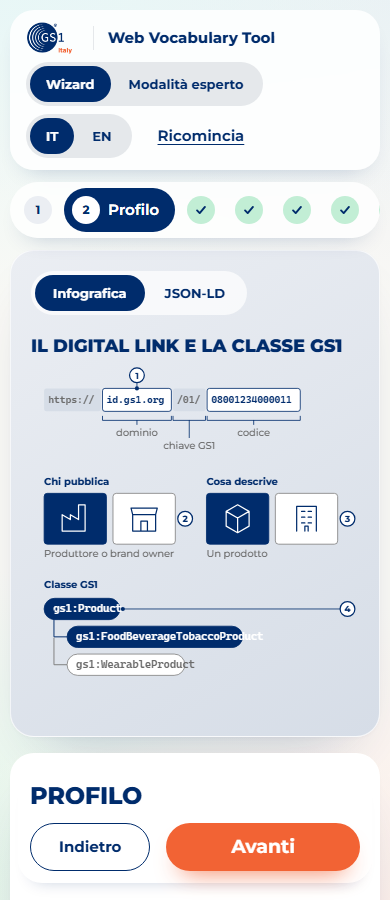 GS1
Italy
Web Vocabulary Tool
Wizard Modalità esperto
IT EN Ricomincia
1 2 Profilo
Infografica JSON-LD
IL DIGITAL LINK E LA CLASSE GS1
1
https:// id.gs1.org /01/ 08001234000011
dominio codice
chiave GS1
Chi pubblica Cosa descrive
2 3
Produttore o brand owner Un prodotto
Classe GS1
gs1:Product 4
gs1:FoodBeverageTobaccoProduct
gs1:WearableProduct
PROFILO
Indietro Avanti